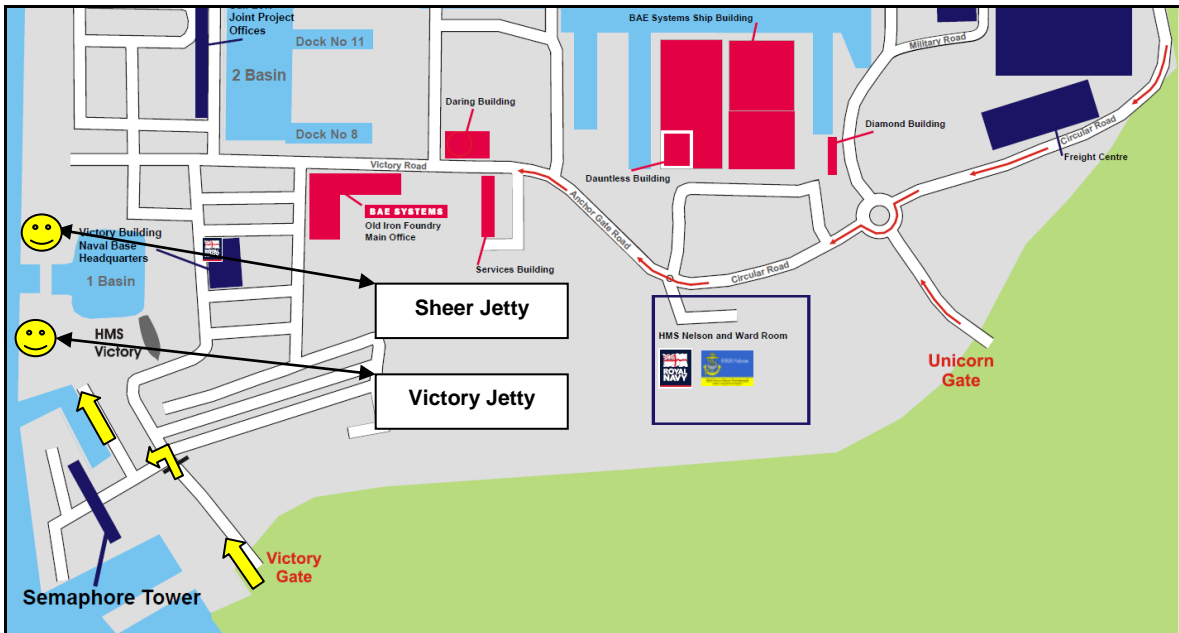 Joint Project
Offices
Dock No 11
2 Basin
Dock No 8
BAE Systems Ship Building
Military Road
Daring Building
Diamond Building
Circular Road
Freight Centre
Victory Road
Dauntless Building
BAE SYSTEMS
Old Iron Foundry
Main Office
Anchor Gate Road
Services Building
Victory Building
Naval Base
Headquarters
1 Basin
Circular Road
Sheer Jetty
HMS
Victory
HMS Nelson and Ward Room
ROYAL
NAVY
Unicorn
Gate
Victory Jetty
Victory
Gate
Semaphore Tower